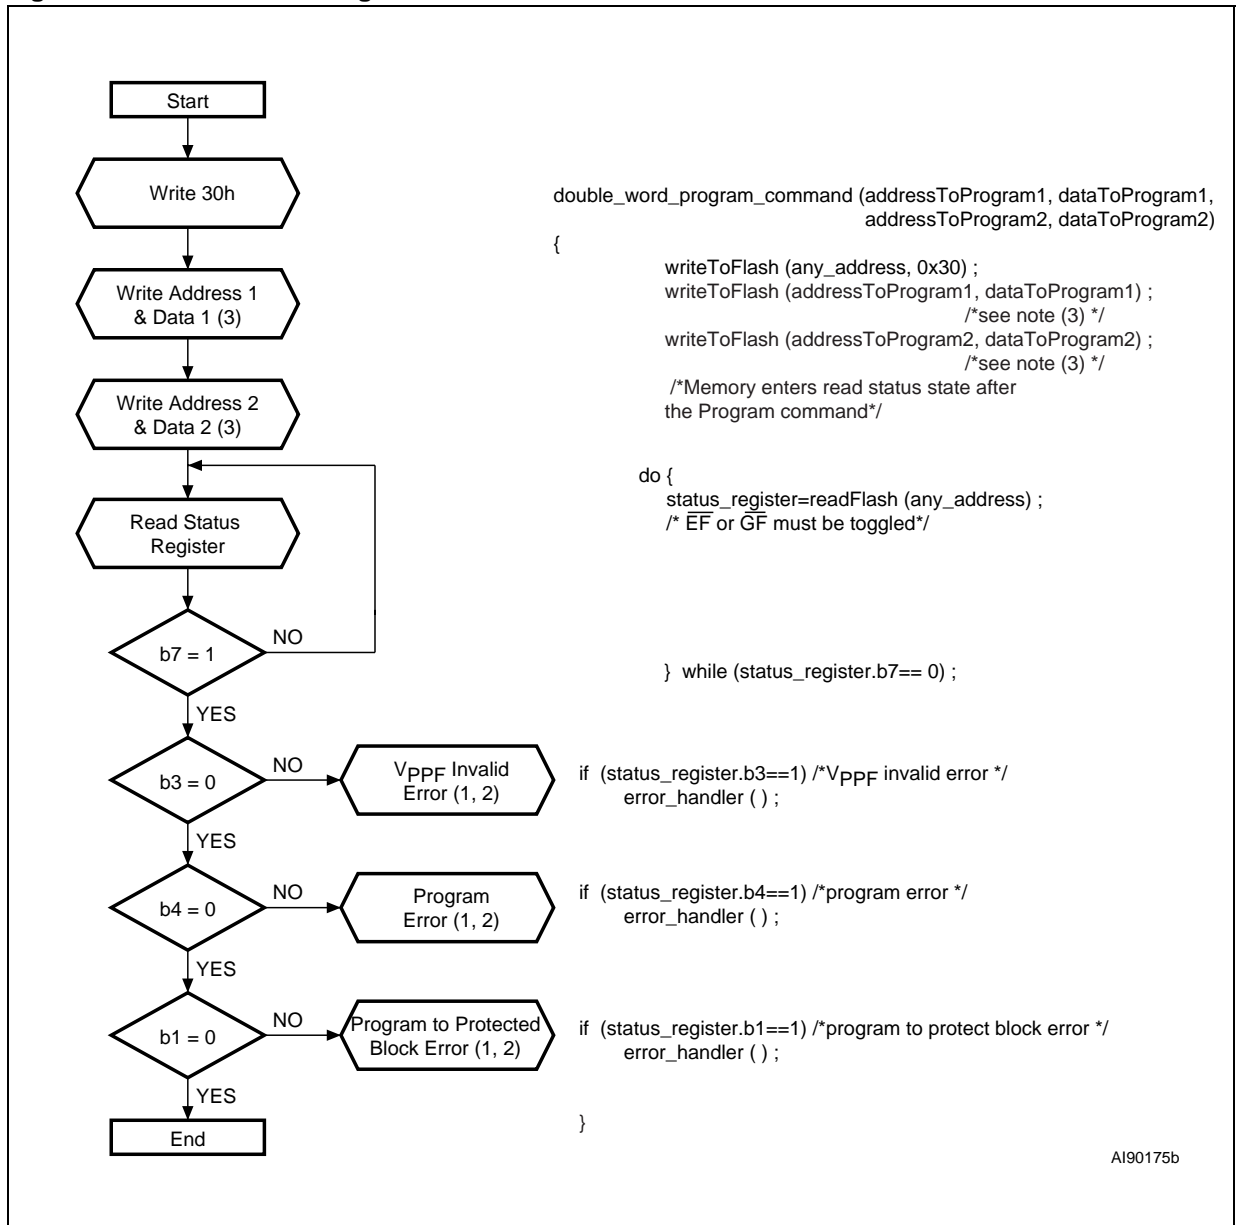 Start
Write 30h
Write Address 1
& Data 1 (3)
Write Address 2
& Data 2 (3)
Read Status
Register
b7 = 1
NO
YES
b3 = 0
NO
VPPF Invalid
Error (1, 2)
YES
b4 = 0
NO
Program
Error (1, 2)
YES
b1 = 0
NO
Program to Protected
Block Error (1, 2)
YES
End
double_word_program_command (addressToProgram1, dataToProgram1,
addressToProgram2, dataToProgram2)
{
writeToFlash (any_address, 0x30) ;
writeToFlash (addressToProgram1, dataToProgram1) ;
/*see note (3) */
writeToFlash (addressToProgram2, dataToProgram2) ;
/*see note (3) */
/*Memory enters read status state after
the Program command*/
do {
status_register=readFlash (any_address) ;
/* EF or GF must be toggled*/
} while (status_register.b7== 0) ;
if (status_register.b3==1) /*VPPF invalid error */
error_handler ( ) ;
if (status_register.b4==1) /*program error */
error_handler ( ) ;
if (status_register.b1==1) /*program to protect block error */
error_handler ( ) ;
}
AI90175b